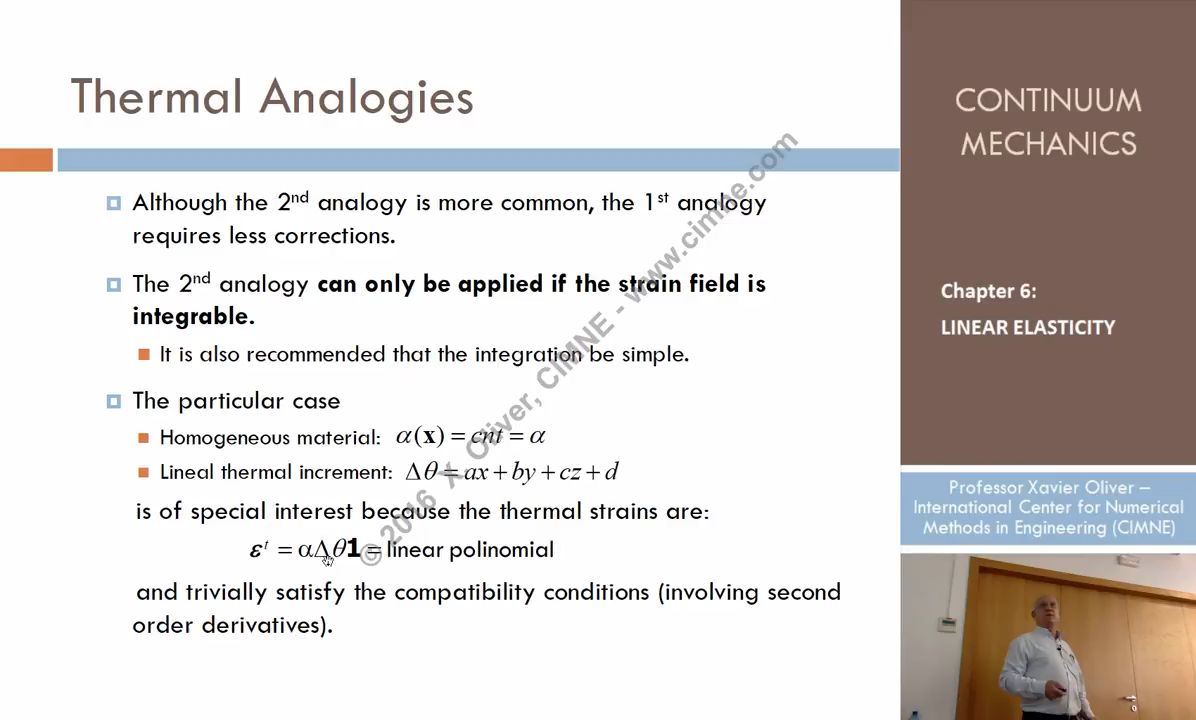 Thermal Analogies
Although the 2nd analogy is more common, the 1st analogy
requires less corrections.
The 2nd analogy can only be applied if the strain field is
integrable.
It is also recommended that the integration be simple.
The particular case
Homogeneous material: α(x) = cnt = α
Lineal thermal increment: Δθ = ax + by + cz + d
is of special interest because the thermal strains are:
εᵗ = αΔθ1 = linear polinomial
and trivially satisfy the compatibility conditions (involving second
order derivatives).
© 2016 X. Oliver, CIMNE - www.cimne.com
CONTINUUM
MECHANICS
Chapter 6:
LINEAR ELASTICITY
Professor Xavier Oliver –
International Center for Numerical
Methods in Engineering (CIMNE)